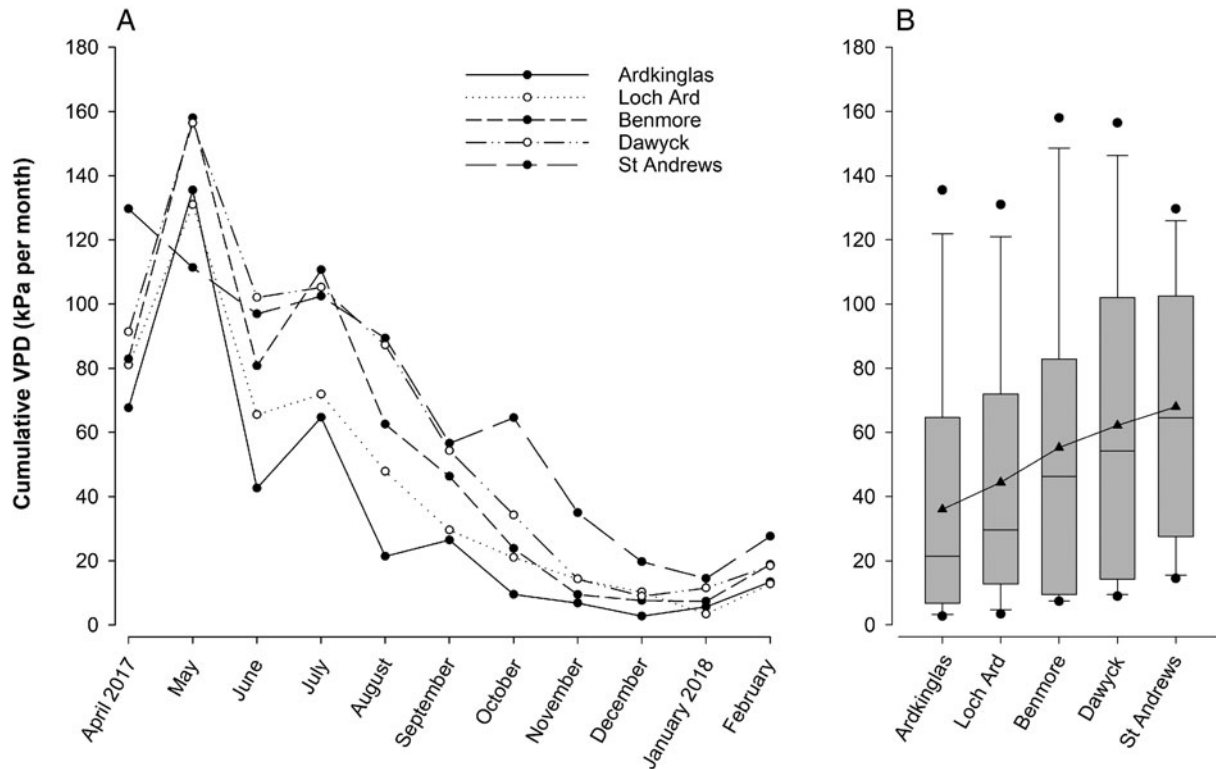 A
Cumulative VPD (kPa per month)
180
160
140
120
100
80
60
40
20
0
Ardkinglas
Loch Ard
Benmore
Dawyck
St Andrews
April 2017
May
June
July
August
September
October
November
December
January 2018
February
B
180
160
140
120
100
80
60
40
20
0
Ardkinglas
Loch Ard
Benmore
Dawyck
St Andrews